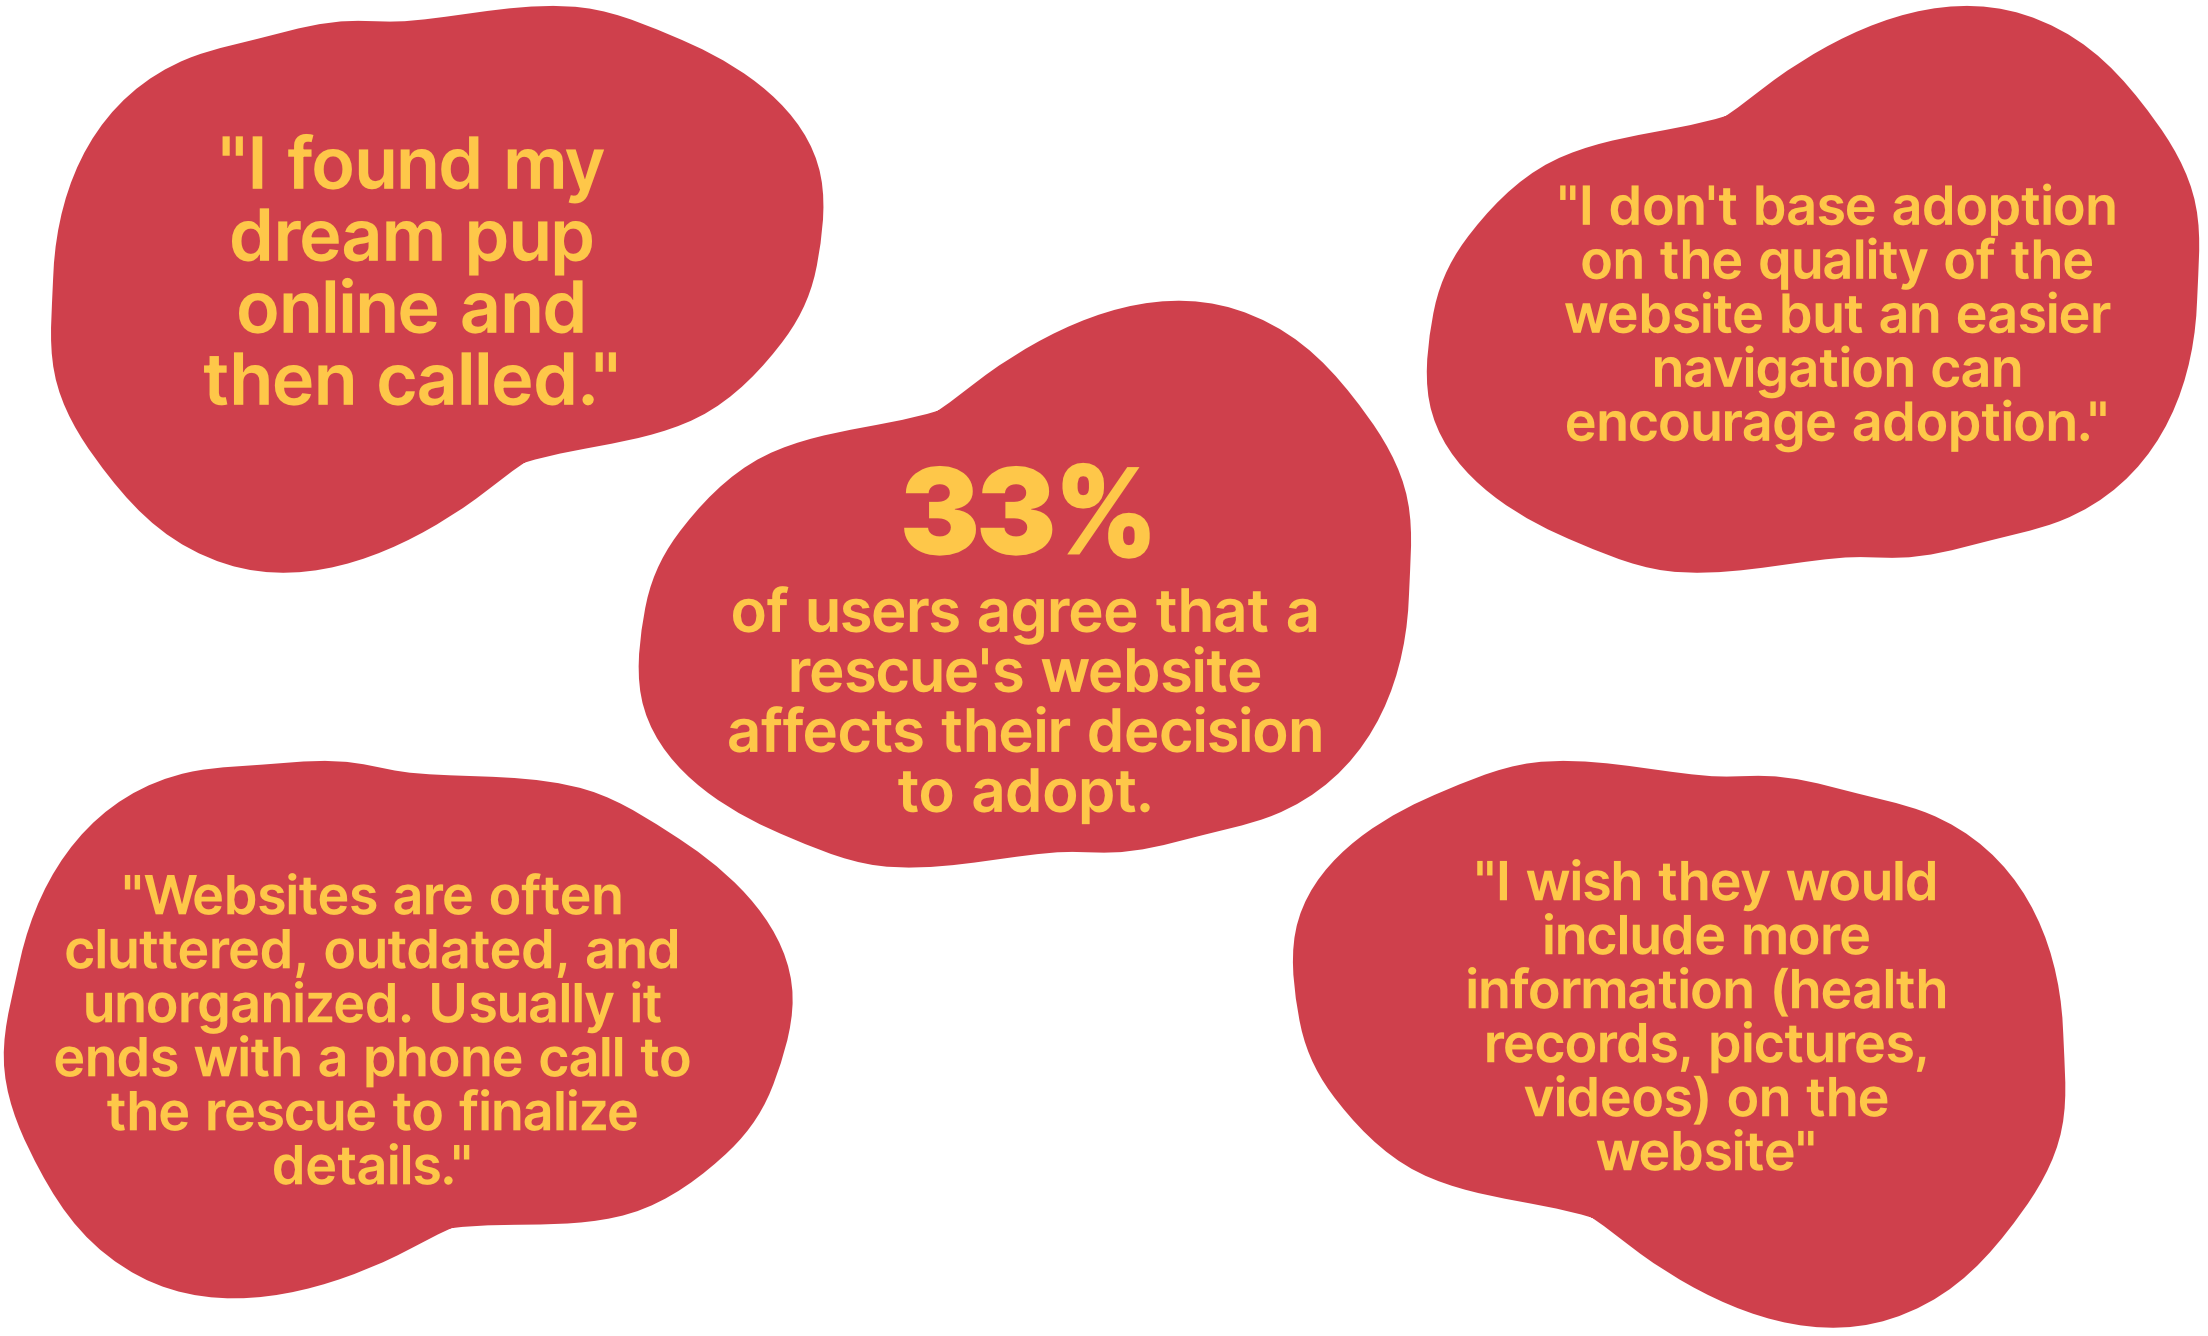 "I found my
dream pup
online and
then called."
"I don't base adoption
on the quality of the
website but an easier
navigation can
encourage adoption."
33%
of users agree that a
rescue's website
affects their decision
to adopt.
"Websites are often
cluttered, outdated, and
unorganized. Usually it
ends with a phone call to
the rescue to finalize
details."
"I wish they would
include more
information (health
records, pictures,
videos) on the
website"